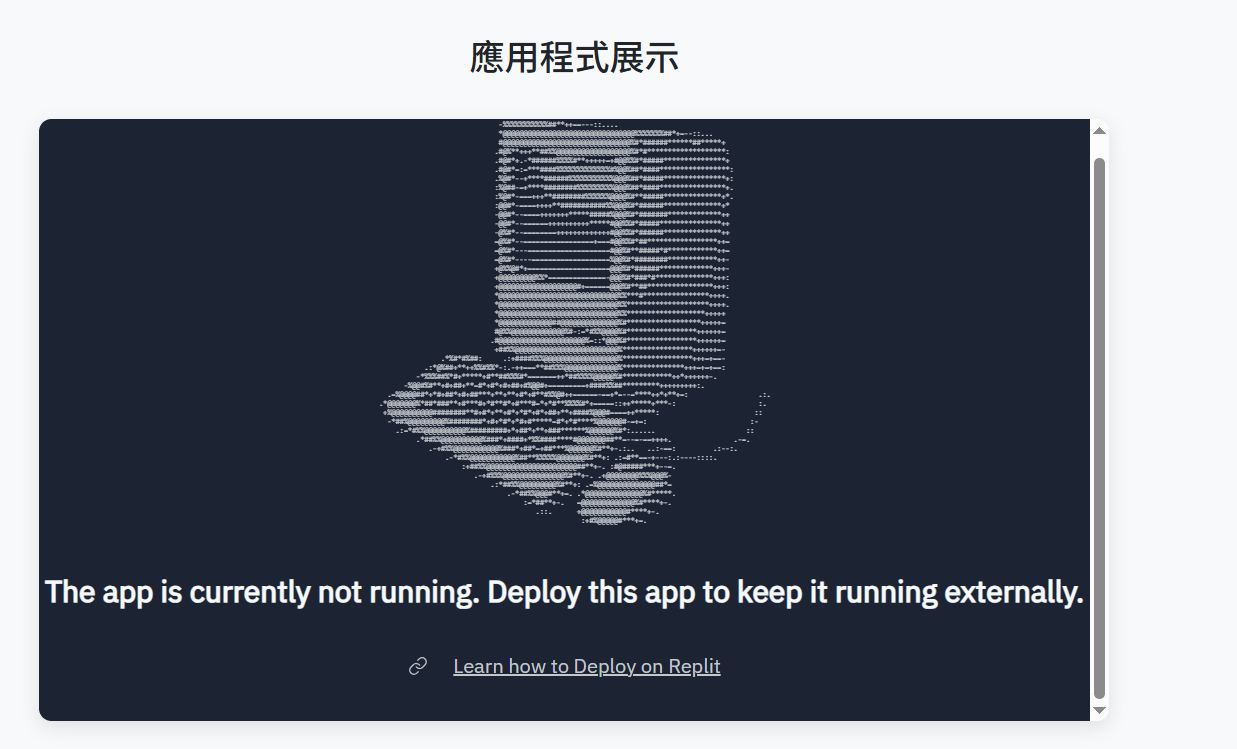 應用程式展示
The app is currently not running. Deploy this app to keep it running externally.
Learn how to Deploy on Replit